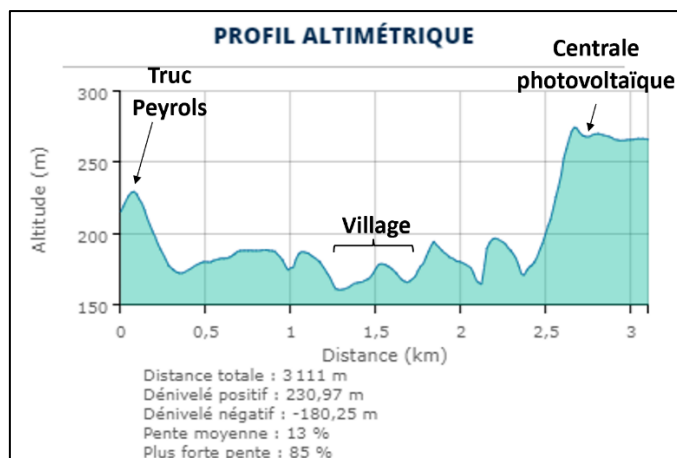 PROFIL ALTIMÉTRIQUE
Truc
Peyrols
Centrale
photovoltaïque
Village
300
250
200
150
Altitude (m)
0
0,5
1
1,5
2
2,5
3
Distance (km)
Distance totale : 3 111 m
Dénivelé positif : 230,97 m
Dénivelé négatif : -180,25 m
Pente moyenne : 13 %
Plus forte pente : 85 %